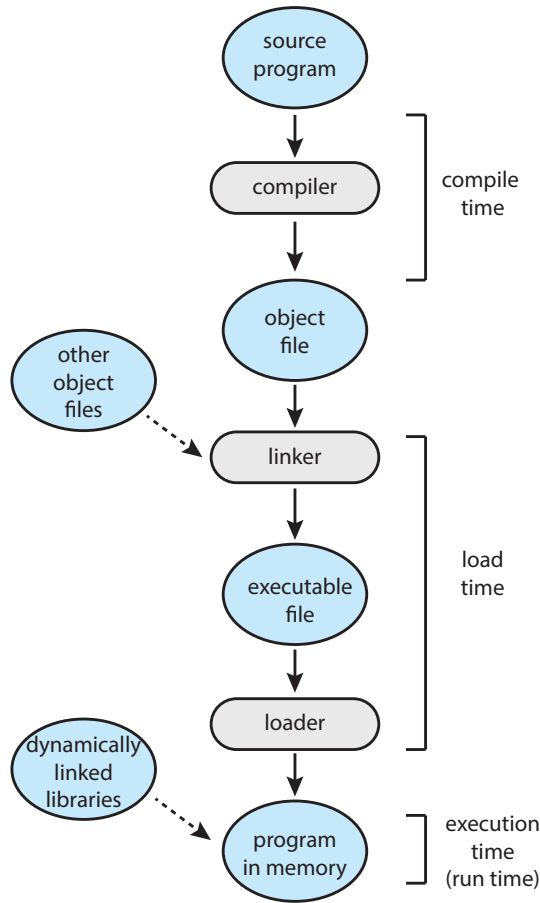 source
program
compiler
compile
time
object
file
other
object
files
linker
load
time
executable
file
loader
dynamically
linked
libraries
program
in memory
execution
time
(run time)